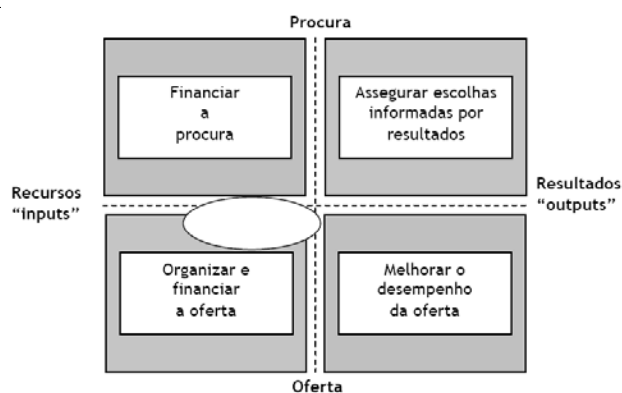 Procura
Financiar
a
procura
Assegurar escolhas
informadas por
resultados
Recursos
“inputs”
Resultados
“outputs”
Organizar e
financiar
a oferta
Melhorar o
desempenho
da oferta
Oferta